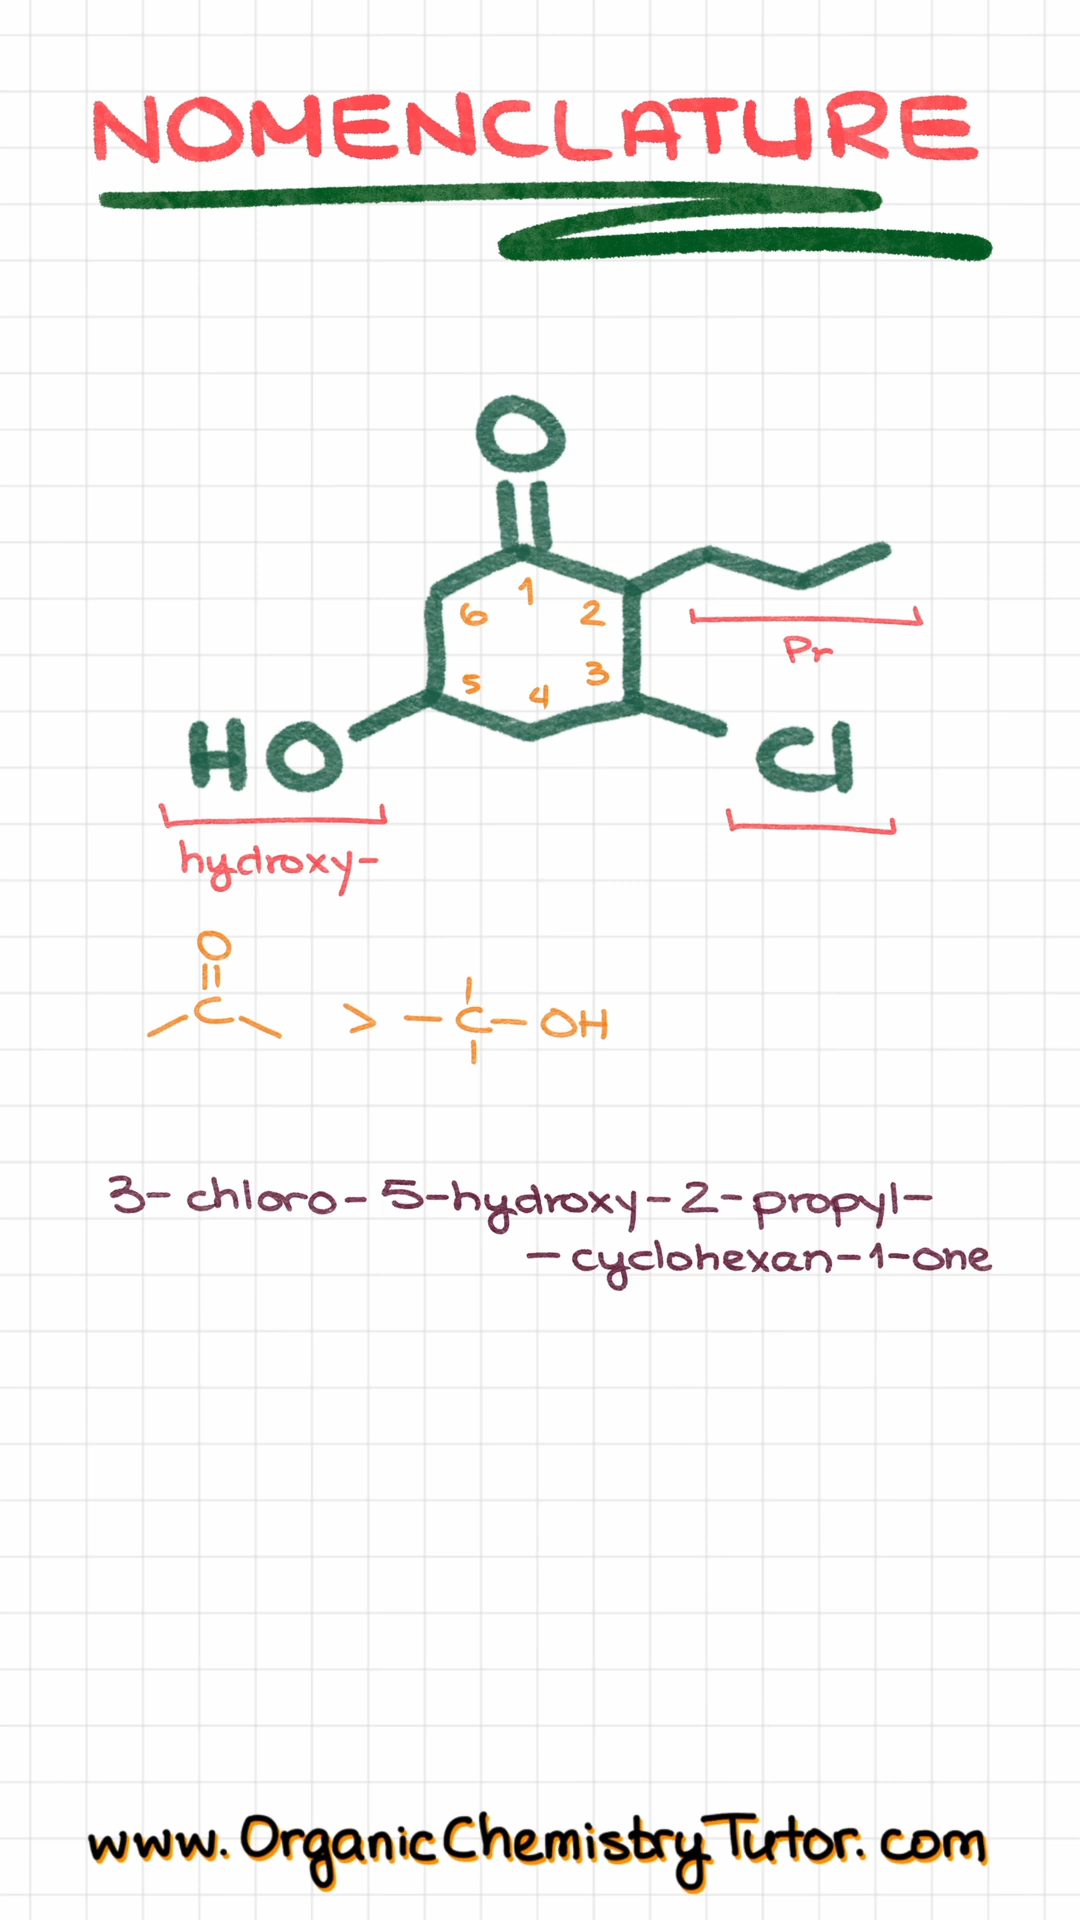 NOMENCLATURE
O
1
6 2
5 4 3
Pr
HO Cl
hydroxy-
O
C > C OH
3-chloro-5-hydroxy-2-propyl-
-cyclohexan-1-one
www.OrganicChemistryTutor.com